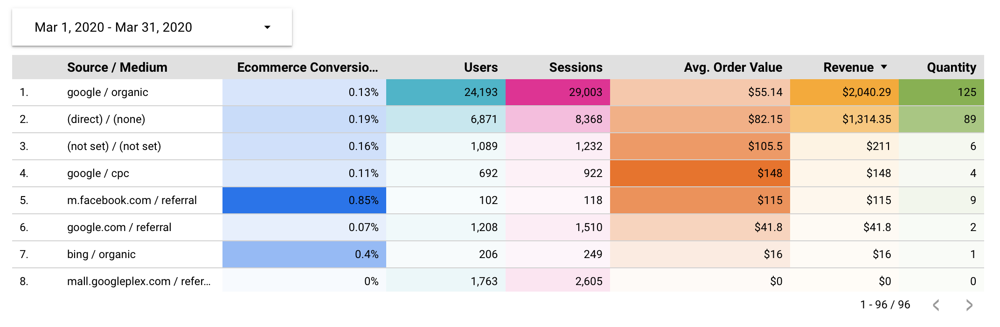 Mar 1, 2020 - Mar 31, 2020
Source / Medium Ecommerce Conversio... Users Sessions Avg. Order Value Revenue Quantity
1. google / organic 0.13% 24,193 29,003 $55.14 $2,040.29 125
2. (direct) / (none) 0.19% 6,871 8,368 $82.15 $1,314.35 89
3. (not set) / (not set) 0.16% 1,089 1,232 $105.5 $211 6
4. google / cpc 0.11% 692 922 $148 $148 4
5. m.facebook.com / referral 0.85% 102 118 $115 $115 9
6. google.com / referral 0.07% 1,208 1,510 $41.8 $41.8 2
7. bing / organic 0.4% 206 249 $16 $16 1
8. mall.googleplex.com / refer... 0% 1,763 2,605 $0 $0 0
1 - 96 / 96